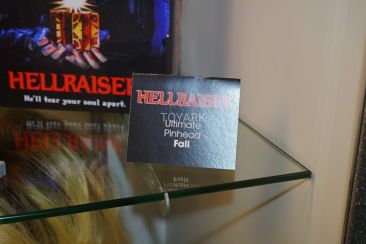 HELLRAISER
He'll tear your soul apart.
HELLRAISER
TOYARK
Ultimate
Pinhead
Fall